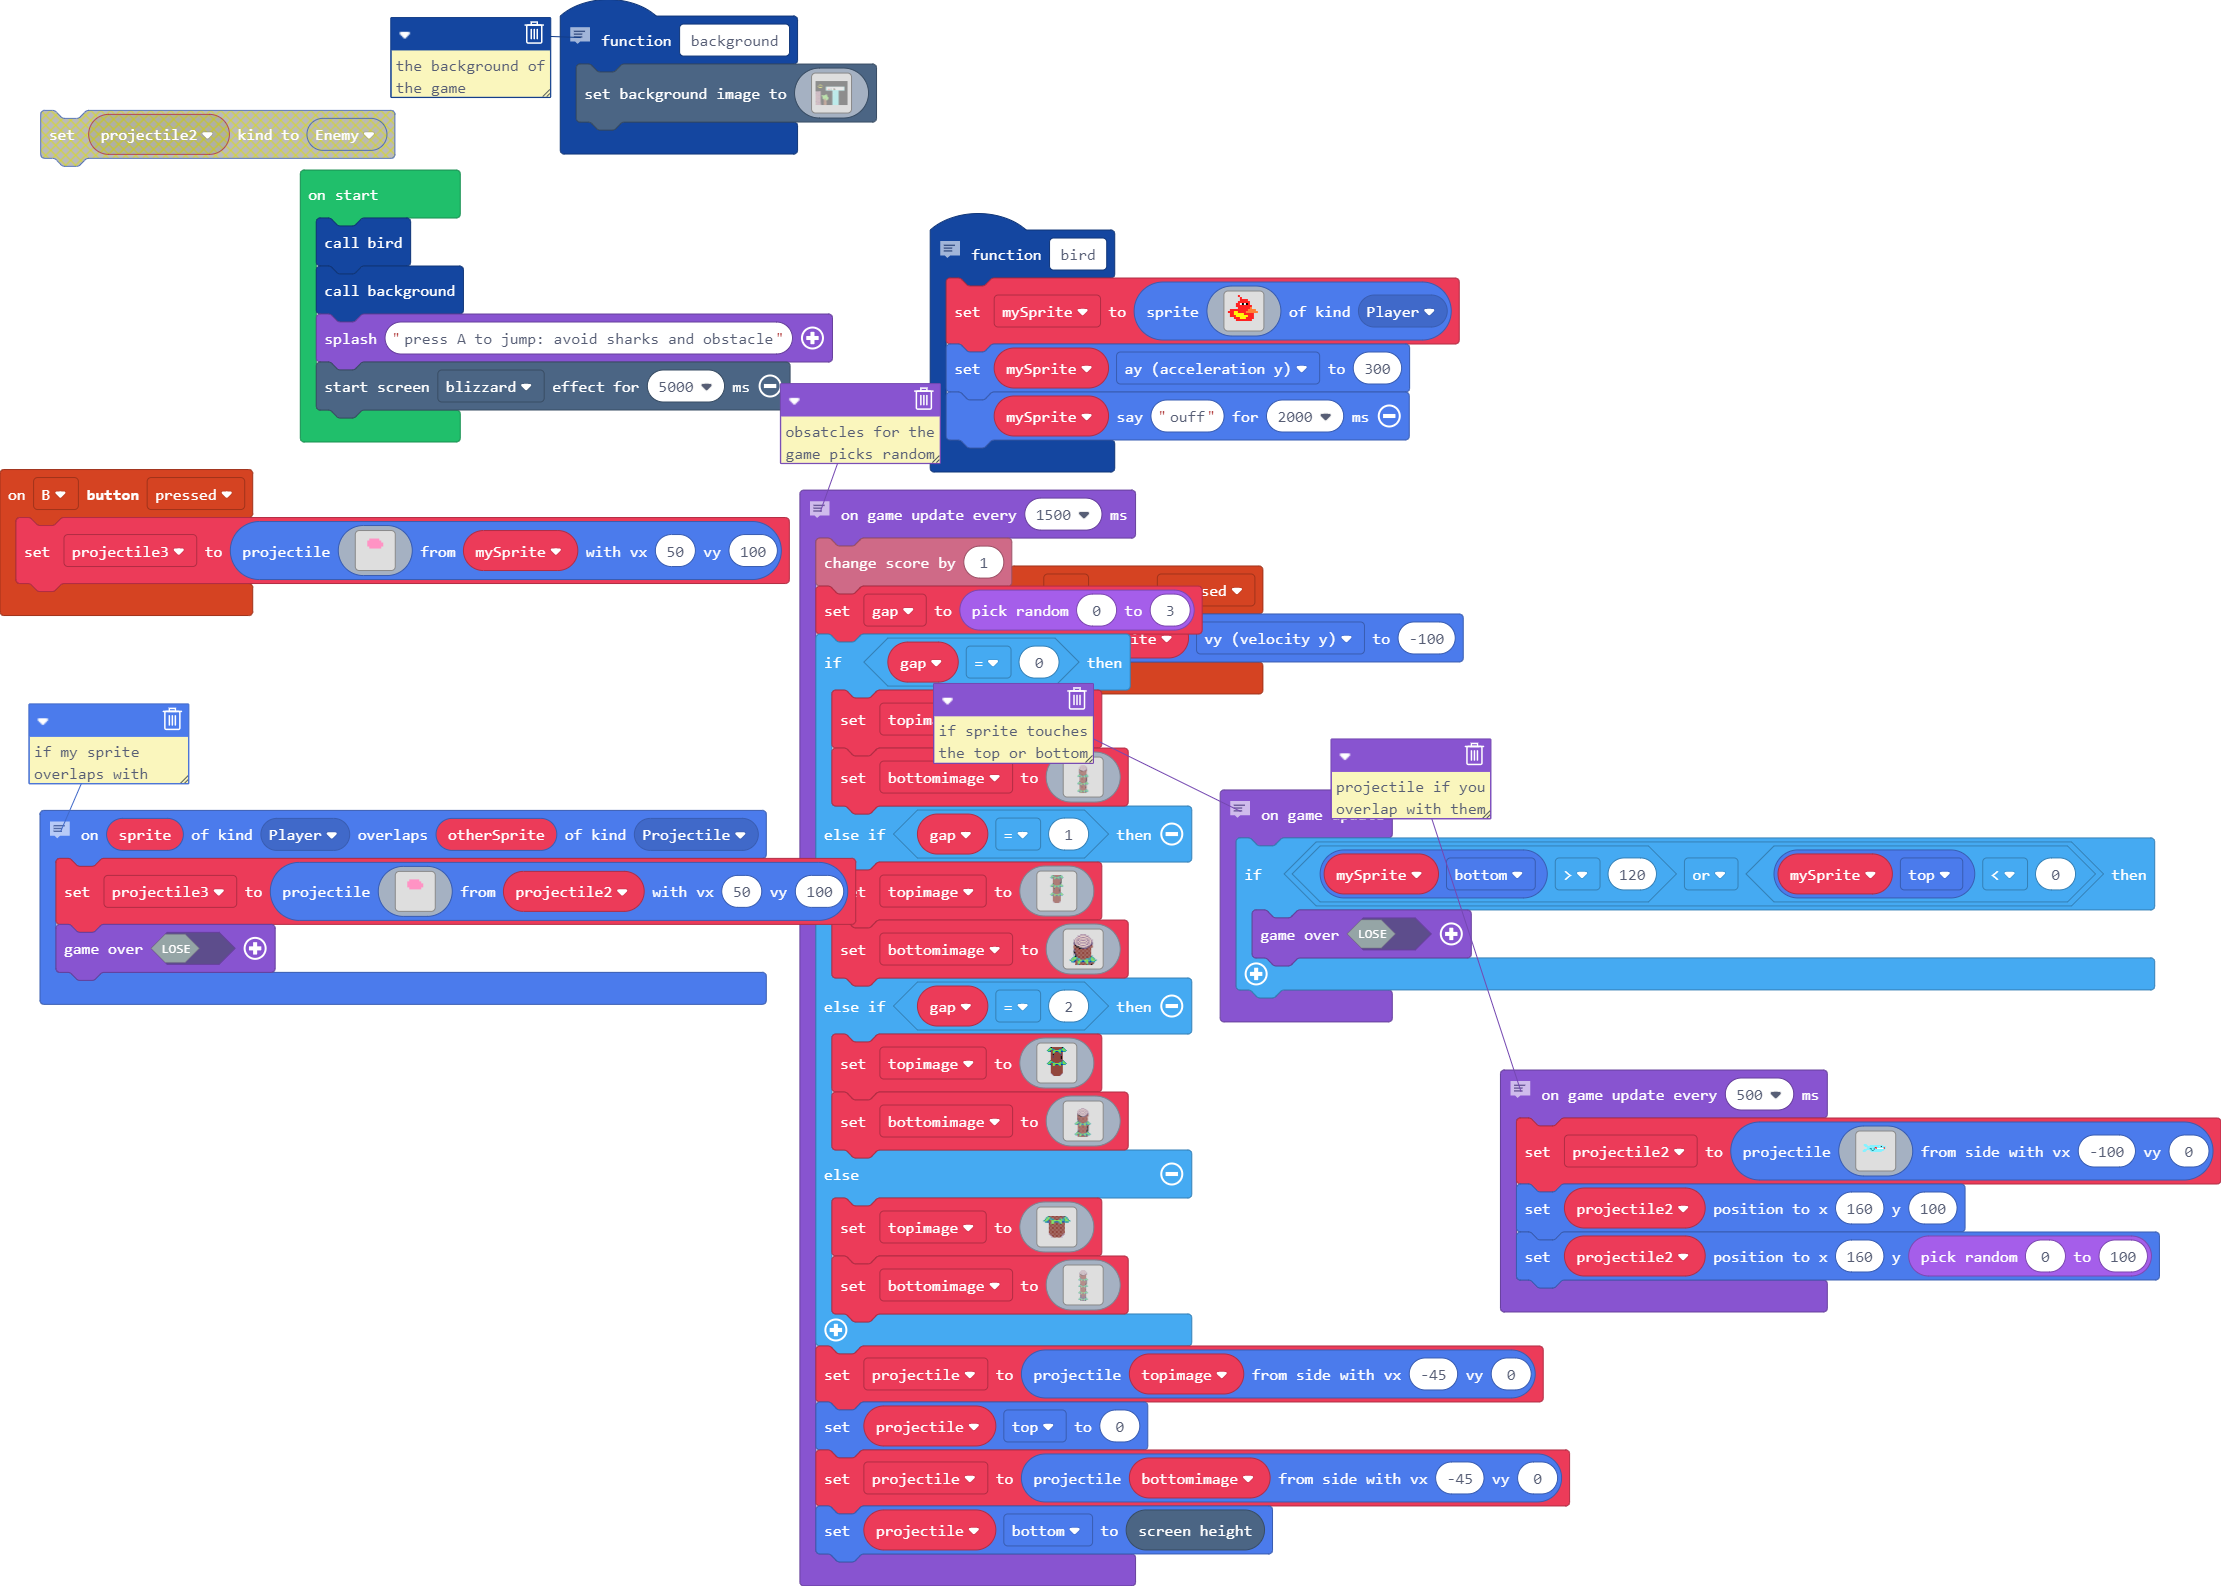 the background of
the game
function background
set background image to
set projectile2 kind to Enemy
on start
call bird
call background
splash "press A to jump: avoid sharks and obstacle"
start screen blizzard effect for 5000 ms
function bird
set mySprite to sprite of kind Player
set mySprite ay (acceleration y) to 300
mySprite say "ouff" for 2000 ms
obsatcles for the
game picks random
on B button pressed
set projectile3 to projectile from mySprite with vx 50 vy 100
on game update every 1500 ms
change score by 1
sed
set gap to pick random 0 to 3
ite vy (velocity y) to -100
if gap = 0 then
set topim
if sprite touches
the top or bottom
set bottomimage to
else if gap = 1 then
set topimage to
set bottomimage to
else if gap = 2 then
set topimage to
set bottomimage to
else
set topimage to
set bottomimage to
set projectile to projectile topimage from side with vx -45 vy 0
set projectile top to 0
set projectile to projectile bottomimage from side with vx -45 vy 0
set projectile bottom to screen height
if my sprite
overlaps with
on sprite of kind Player overlaps otherSprite of kind Projectile
set projectile3 to projectile from projectile2 with vx 50 vy 100
game over LOSE
projectile if you
overlap with them
on game
if mySprite bottom > 120 or mySprite top < 0 then
game over LOSE
on game update every 500 ms
set projectile2 to projectile from side with vx -100 vy 0
set projectile2 position to x 160 y 100
set projectile2 position to x 160 y pick random 0 to 100